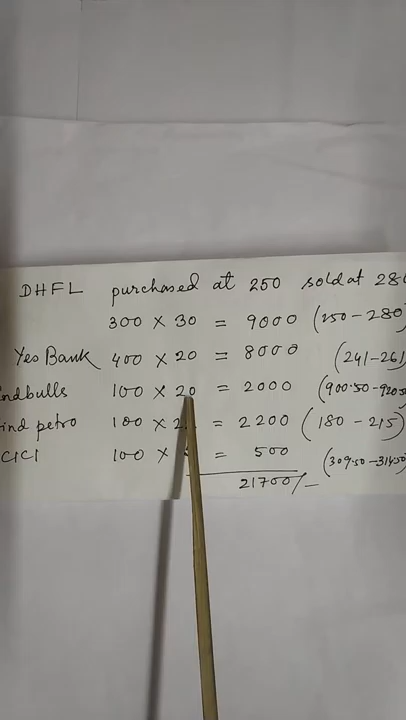 DHFL purchased at 250 sold at 280
300 × 30 = 9000 (250-280)
Yes Bank 400 × 20 = 8000 (241-261)
ndbulls 100 × 20 = 2000 (900.50-920.50
ind petro 100 × 2 = 2200 (180-215)
CICI 100 × = 500 (309.50-314.50
21700/-